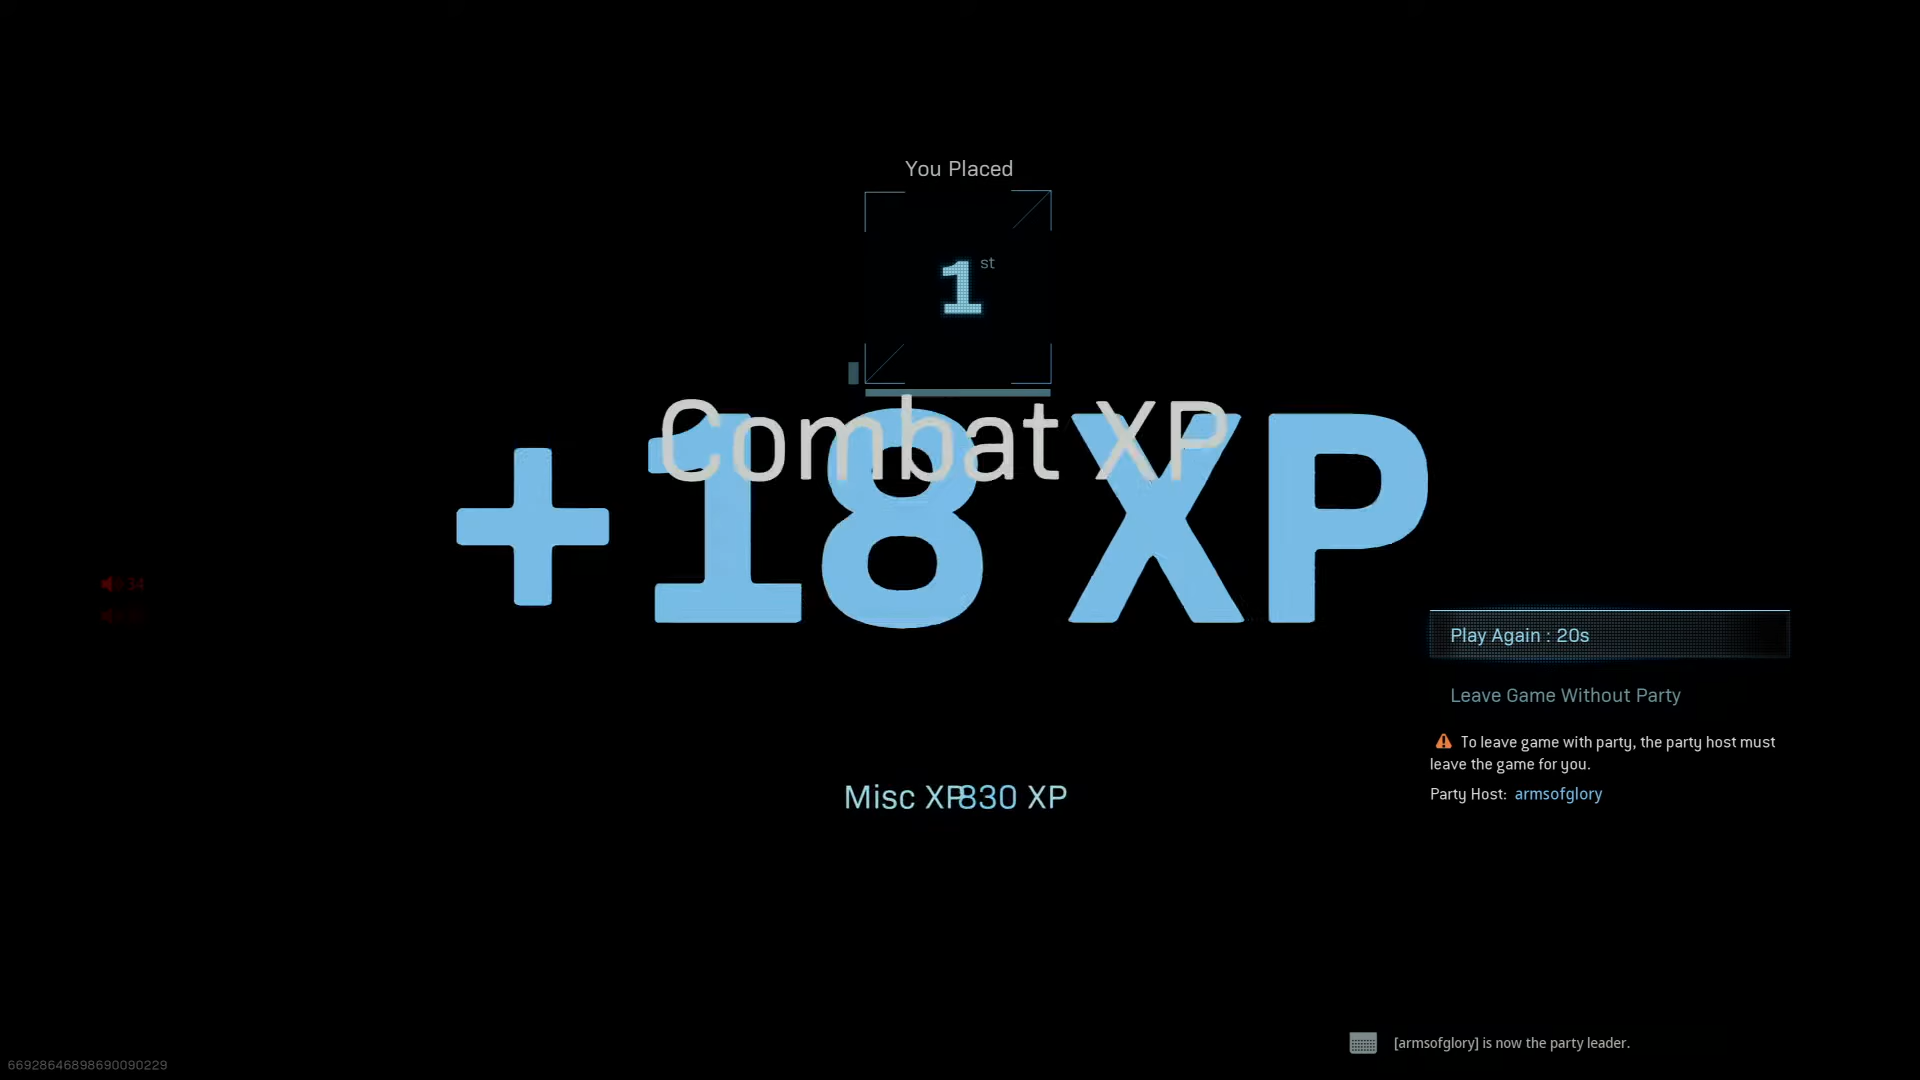 You Placed
1st
Combat XP
+18 XP
34
Play Again : 20s
Leave Game Without Party
To leave game with party, the party host must
leave the game for you.
Misc XP 830 XP
Party Host: armsofglory
[armsofglory] is now the party leader.
66928646898690090229